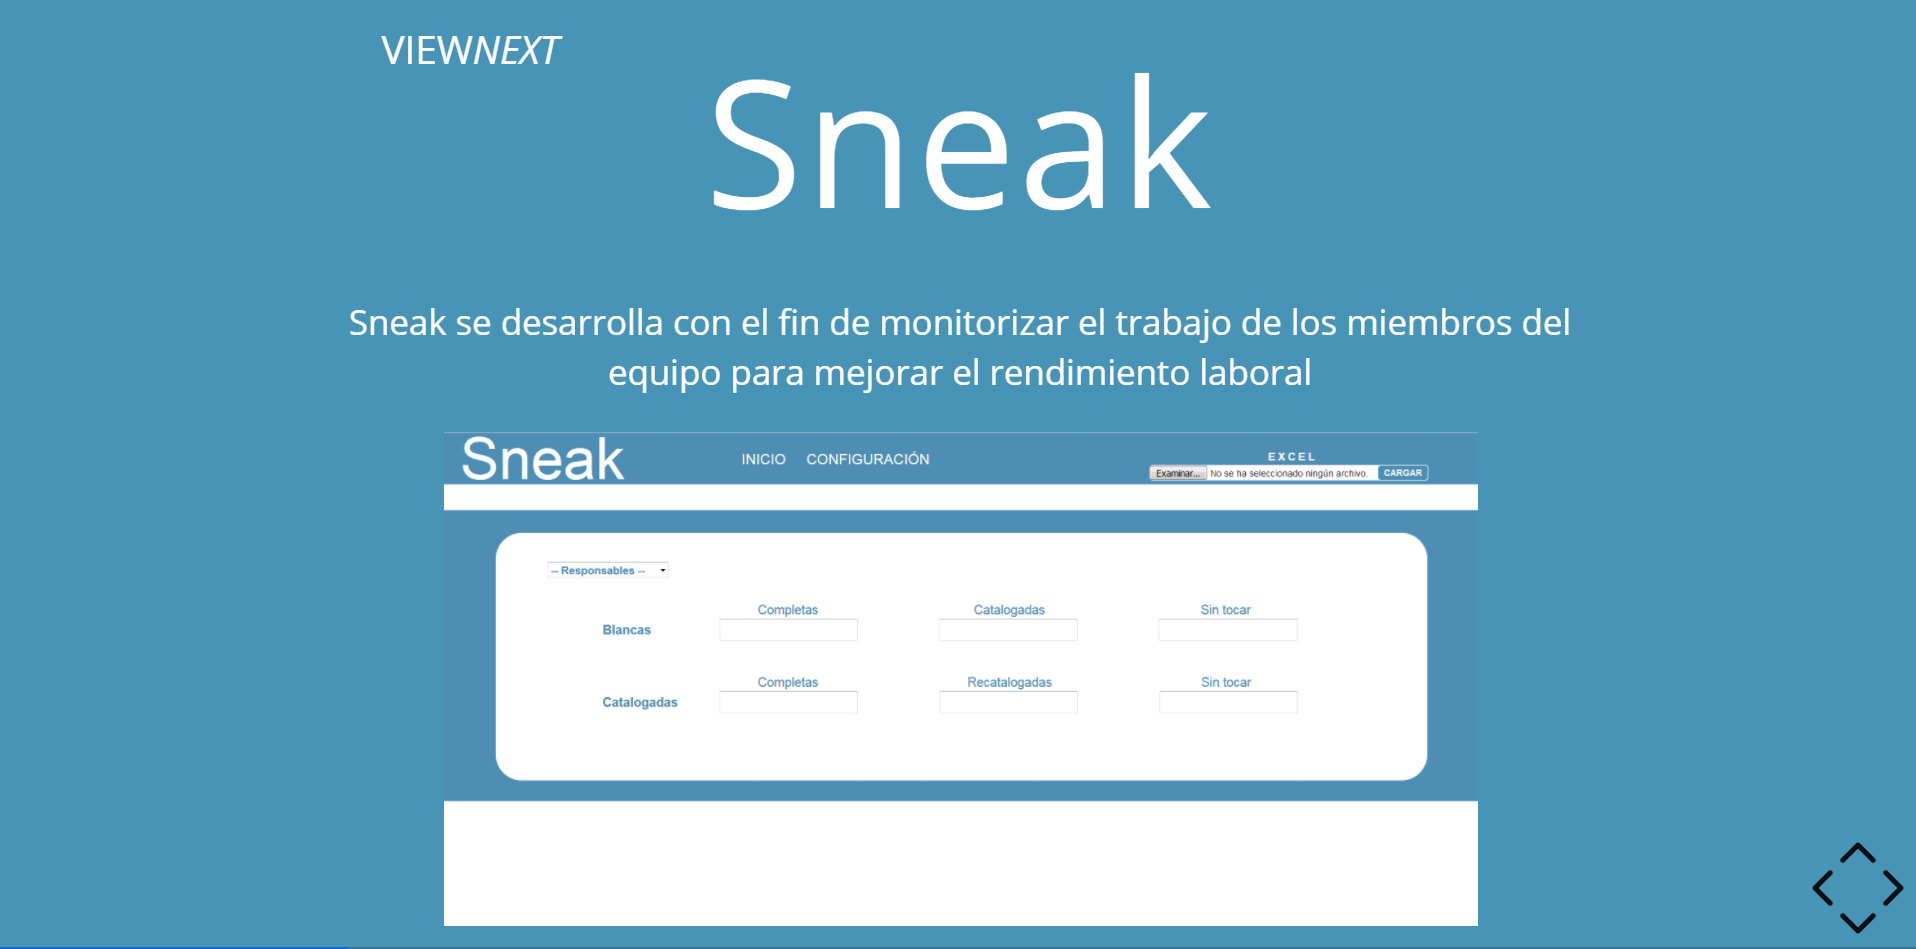 VIEWNEXT
Sneak
Sneak se desarrolla con el fin de monitorizar el trabajo de los miembros del
equipo para mejorar el rendimiento laboral
Sneak
INICIO CONFIGURACIÓN
EXCEL
Examinar... No se ha seleccionado ningún archivo. CARGAR
-- Responsables --
Completas Catalogadas Sin tocar
Blancas
Completas Recatalogadas Sin tocar
Catalogadas